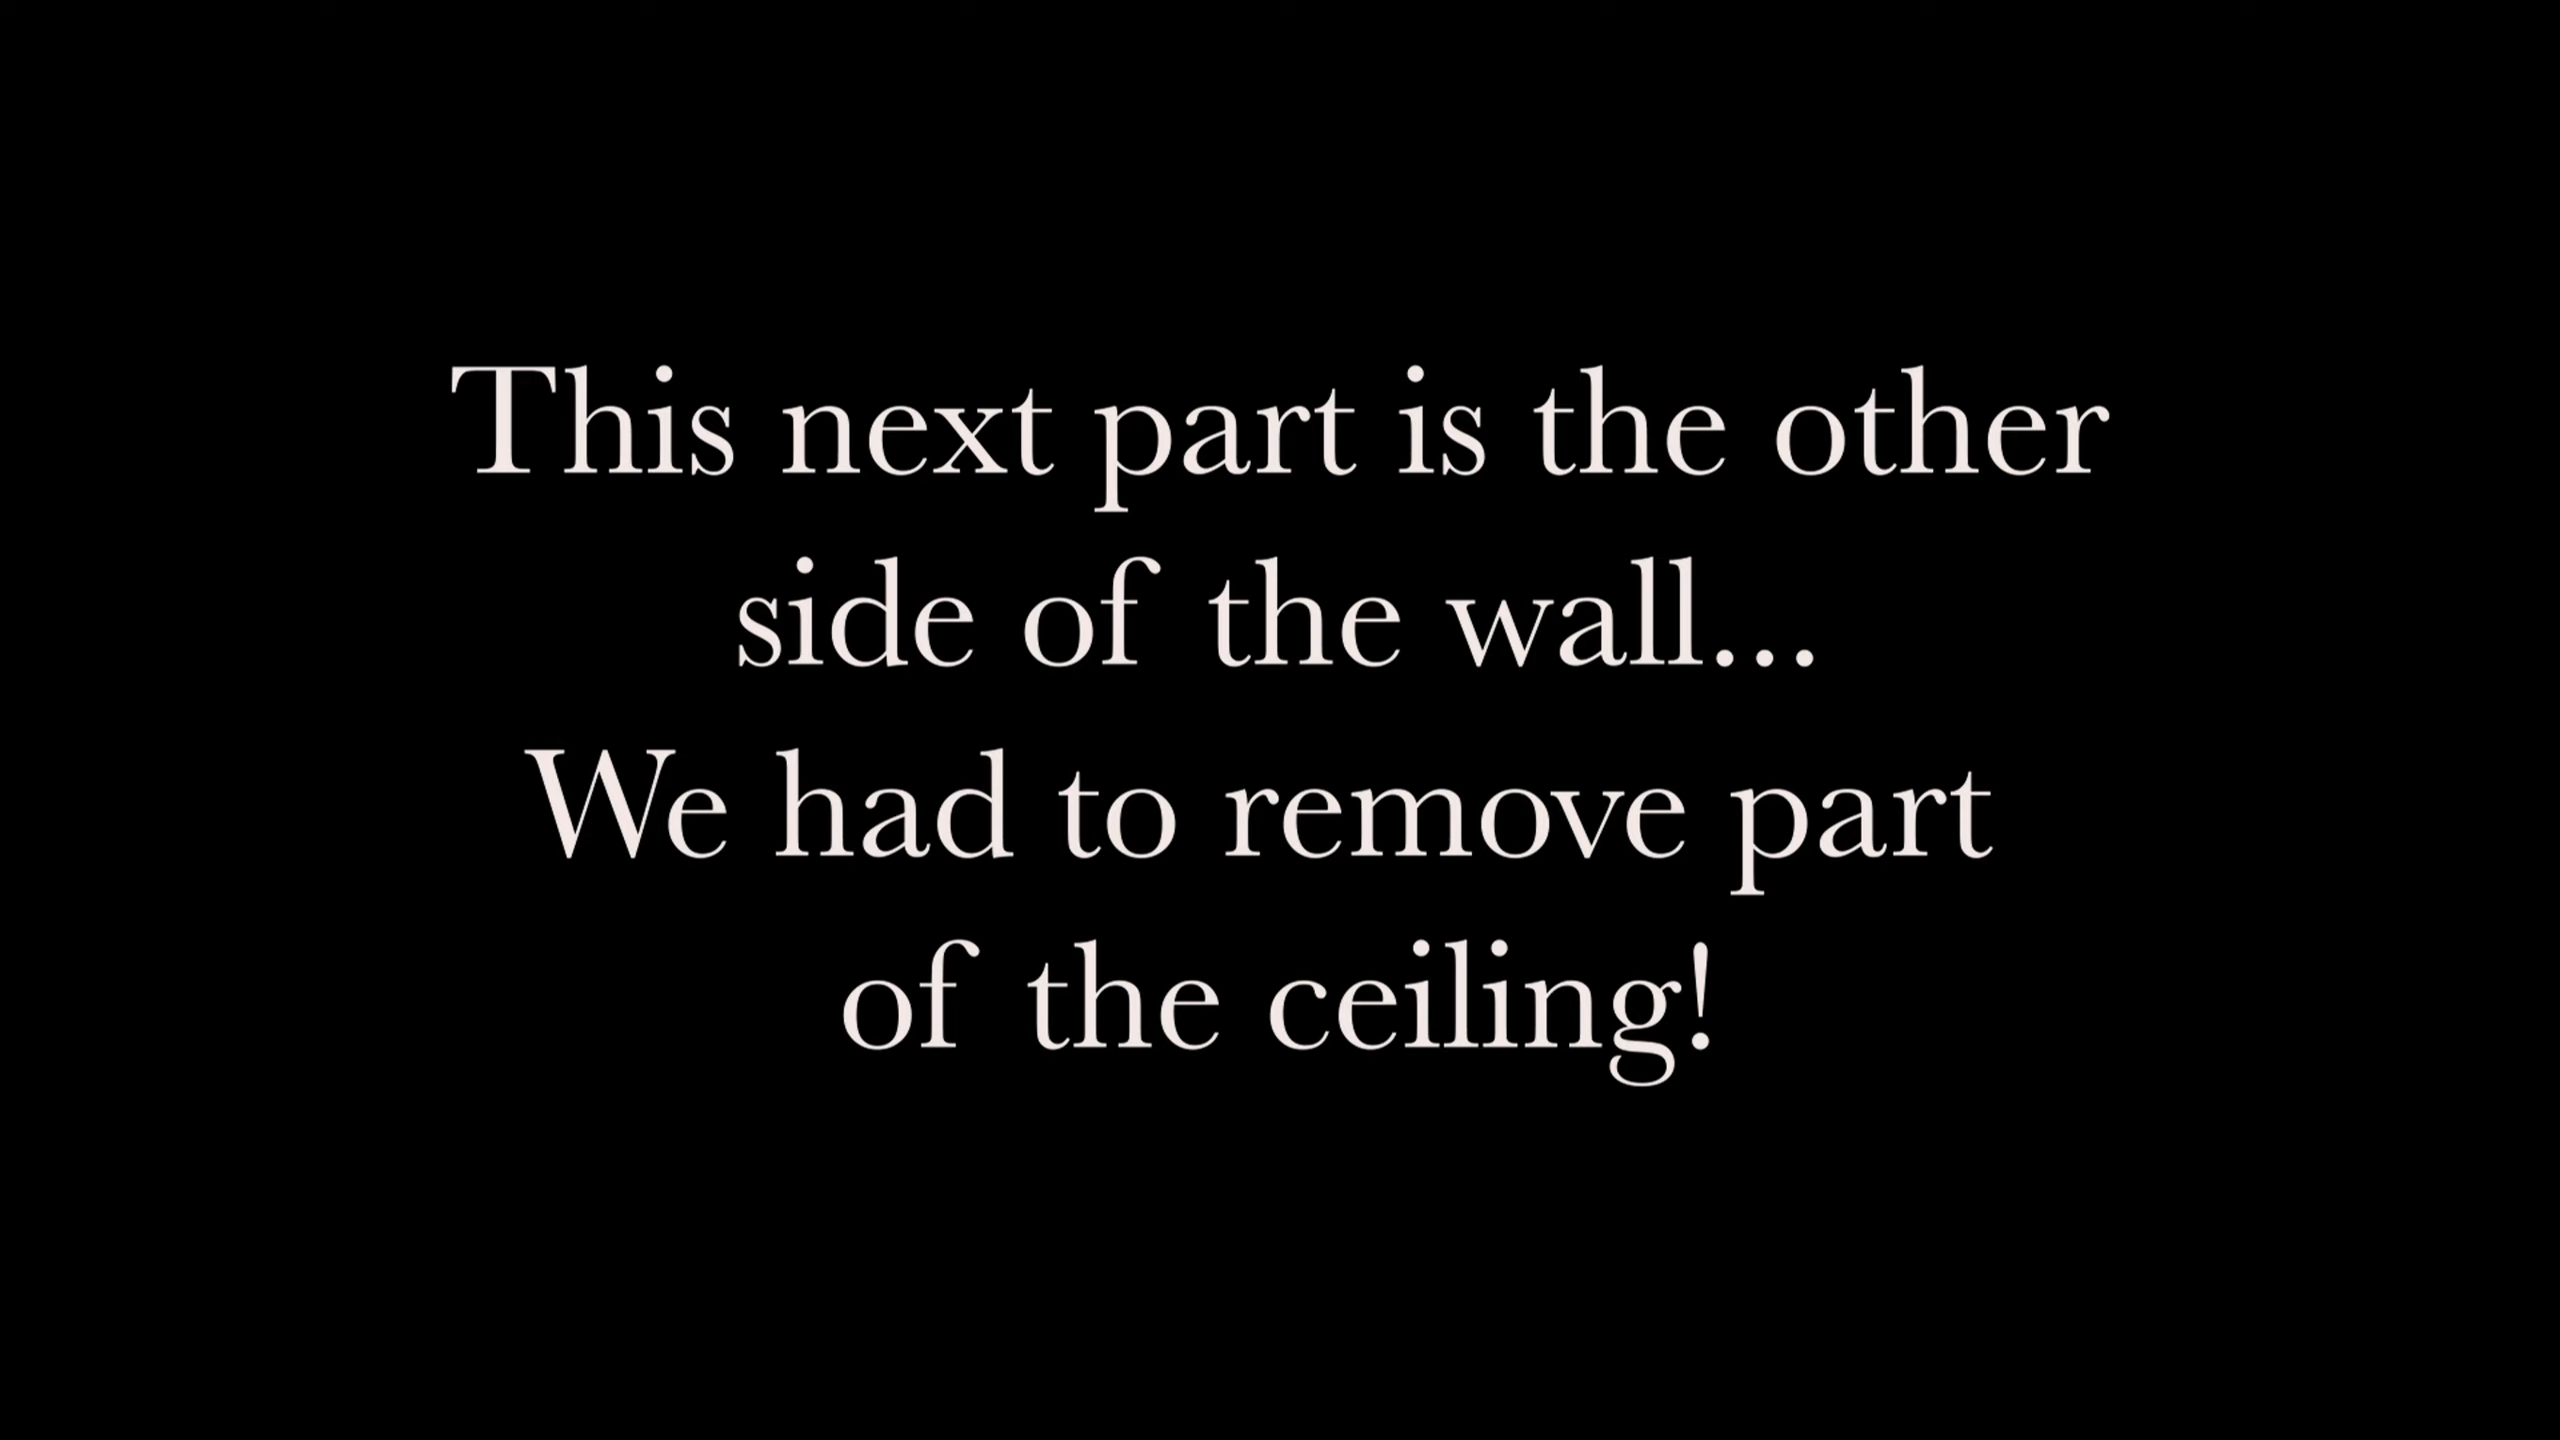 This next part is the other
side of the wall...
We had to remove part
of the ceiling!